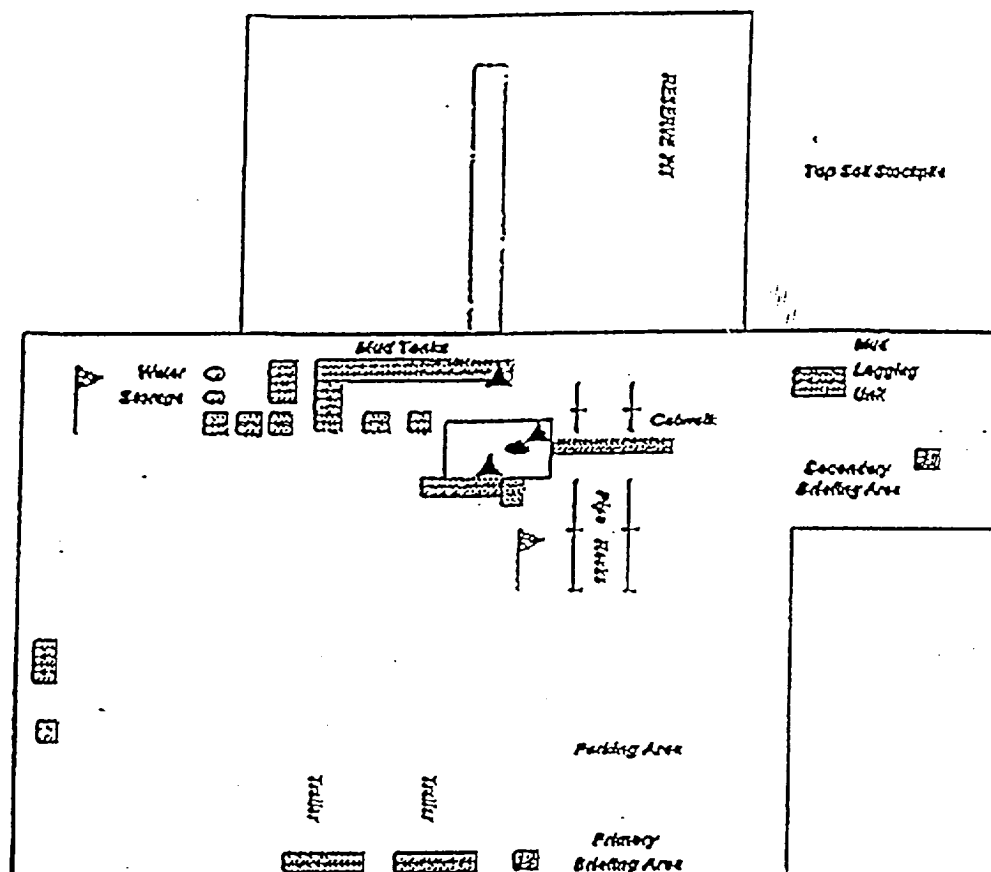 RESERVE PIT
Top Soil Stockpile
Mud Tanks
Water
Storage
Mud
Logging
Unit
Catwalk
Secondary
Briefing Area
Pipe Racks
Parking Area
Trailer
Trailer
Primary
Briefing Area